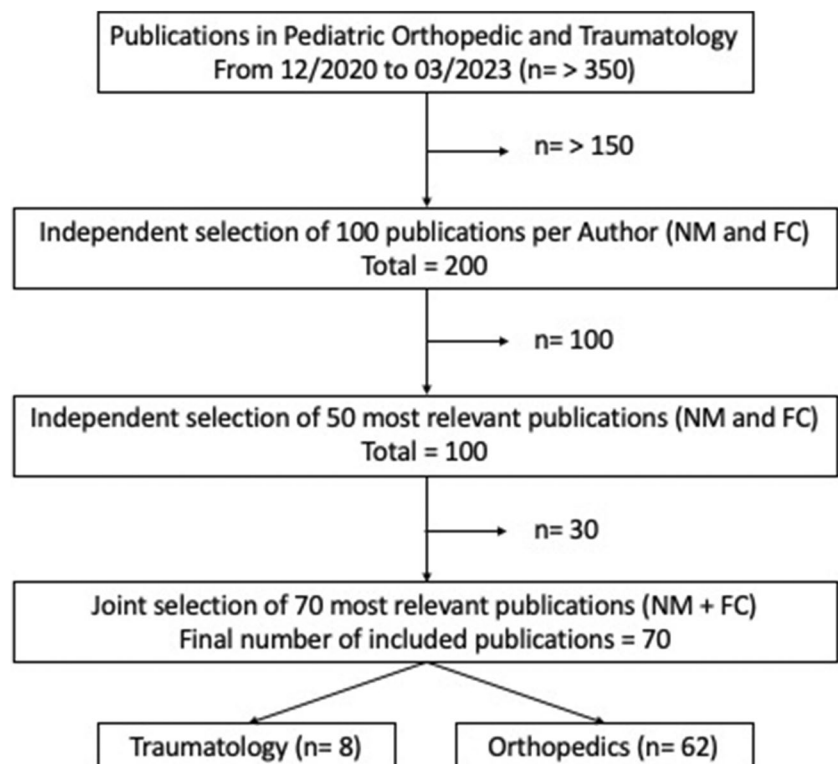 Publications in Pediatric Orthopedic and Traumatology
From 12/2020 to 03/2023 (n= > 350)
n= > 150
Independent selection of 100 publications per Author (NM and FC)
Total = 200
n= 100
Independent selection of 50 most relevant publications (NM and FC)
Total = 100
n= 30
Joint selection of 70 most relevant publications (NM + FC)
Final number of included publications = 70
Traumatology (n= 8)
Orthopedics (n= 62)